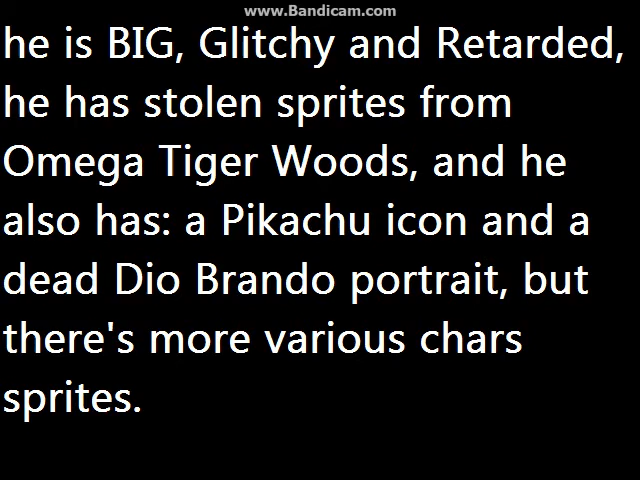 www.Bandicam.com
he is BIG, Glitchy and Retarded,
he has stolen sprites from
Omega Tiger Woods, and he
also has: a Pikachu icon and a
dead Dio Brando portrait, but
there's more various chars
sprites.